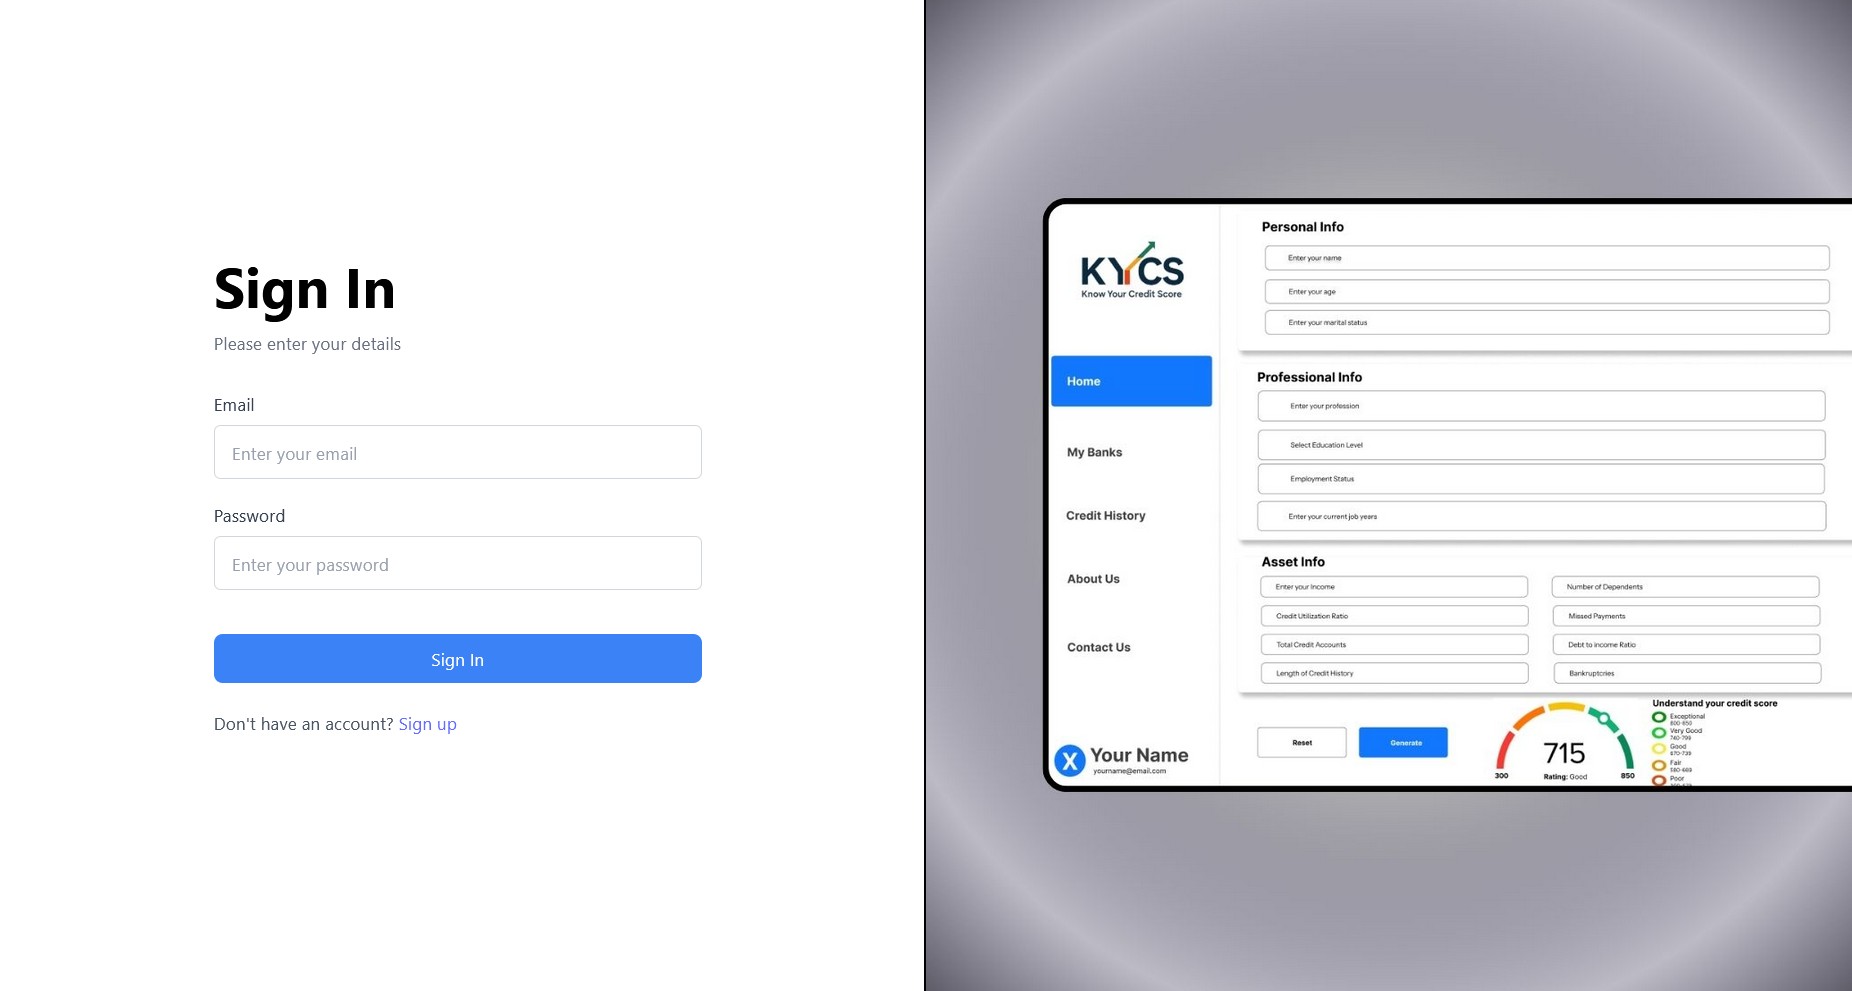 Sign In
Please enter your details
Email
Enter your email
Password
Enter your password
Sign In
Don't have an account? Sign up
KYCS
Know Your Credit Score
Home
My Banks
Credit History
About Us
Contact Us
X
Your Name
yourname@email.com
Personal Info
Enter your name
Enter your age
Enter your marital status
Professional Info
Enter your profession
Select Education Level
Employment Status
Enter your current job years
Asset Info
Enter your Income
Number of Dependents
Credit Utilization Ratio
Missed Payments
Total Credit Accounts
Debt to income Ratio
Length of Credit History
Bankruptcries
Reset
Generate
715
300
Rating: Good
850
Understand your credit score
Exceptional
800-850
Very Good
740-799
Good
670-739
Fair
580-669
Poor